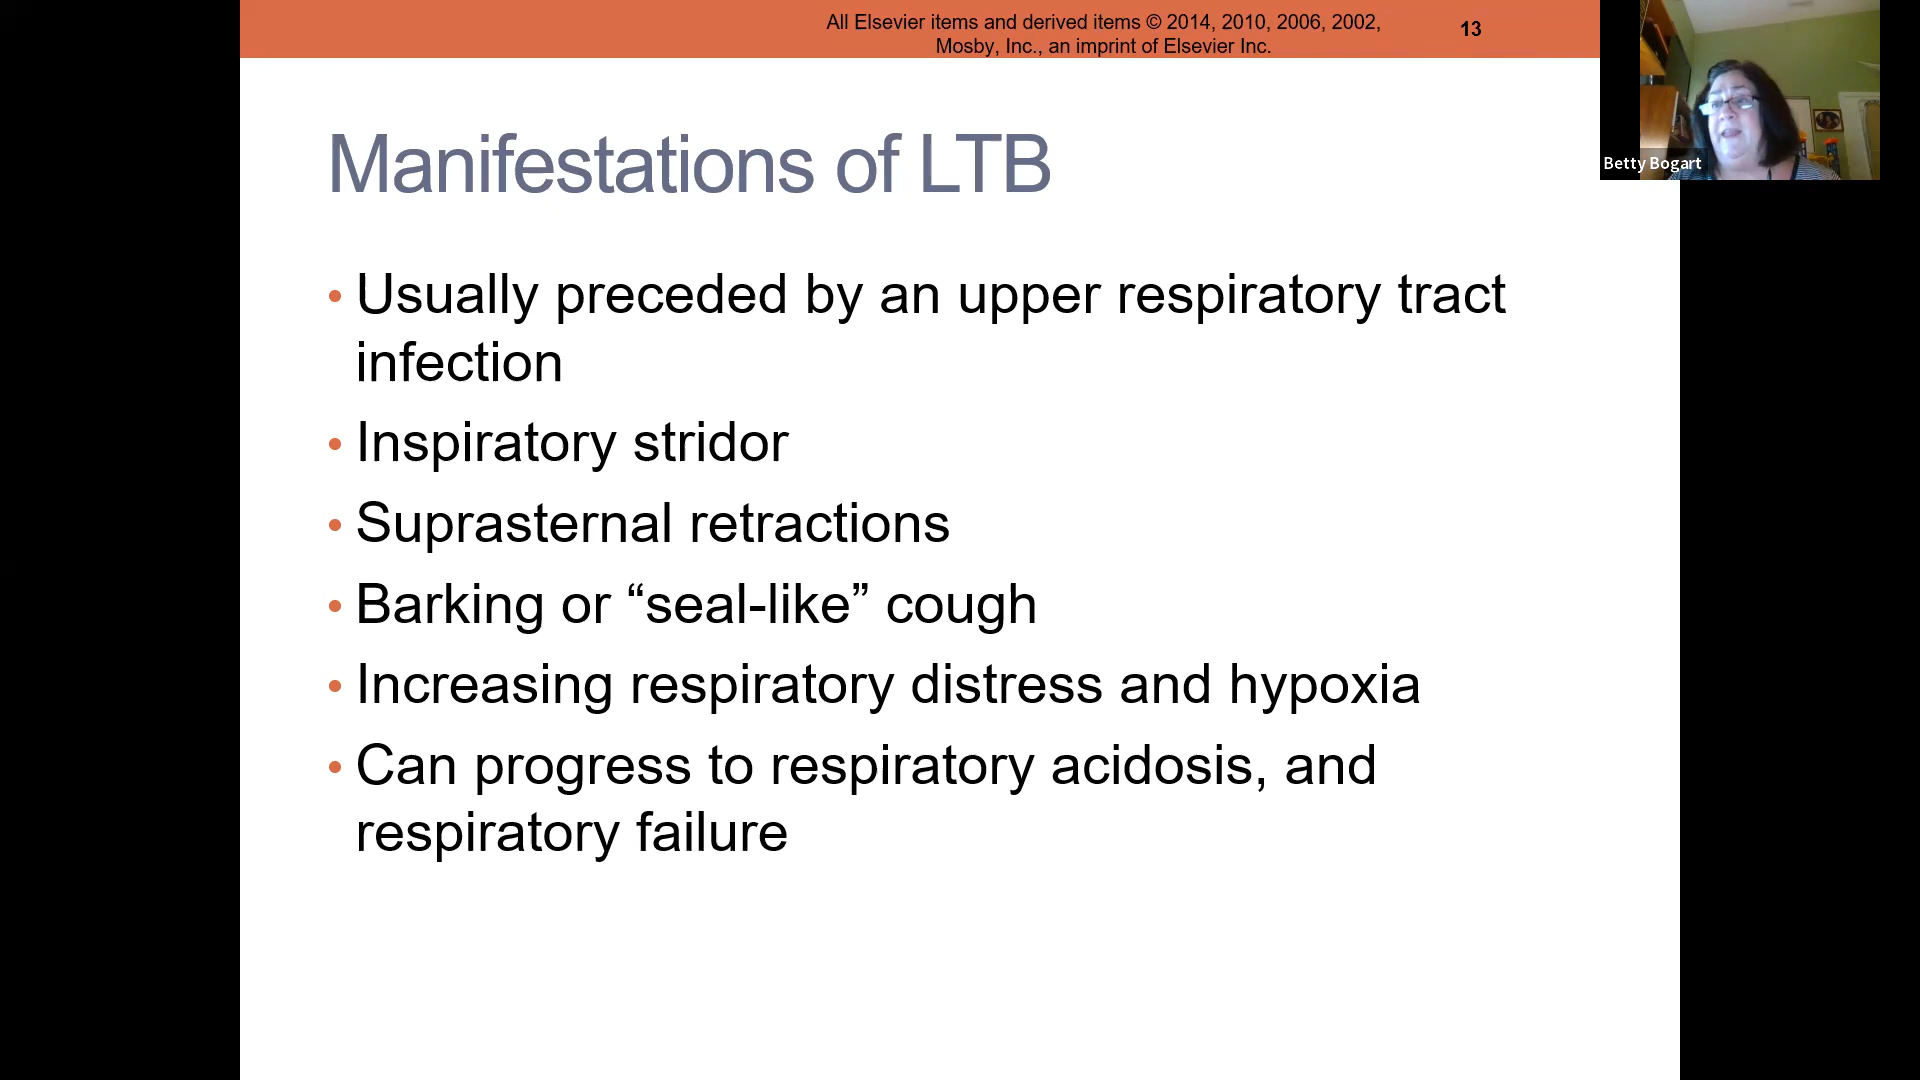 All Elsevier items and derived items © 2014, 2010, 2006, 2002,
Mosby, Inc., an imprint of Elsevier Inc.
13
Betty Bogart
Manifestations of LTB
• Usually preceded by an upper respiratory tract
infection
• Inspiratory stridor
• Suprasternal retractions
• Barking or “seal-like” cough
• Increasing respiratory distress and hypoxia
• Can progress to respiratory acidosis, and
respiratory failure